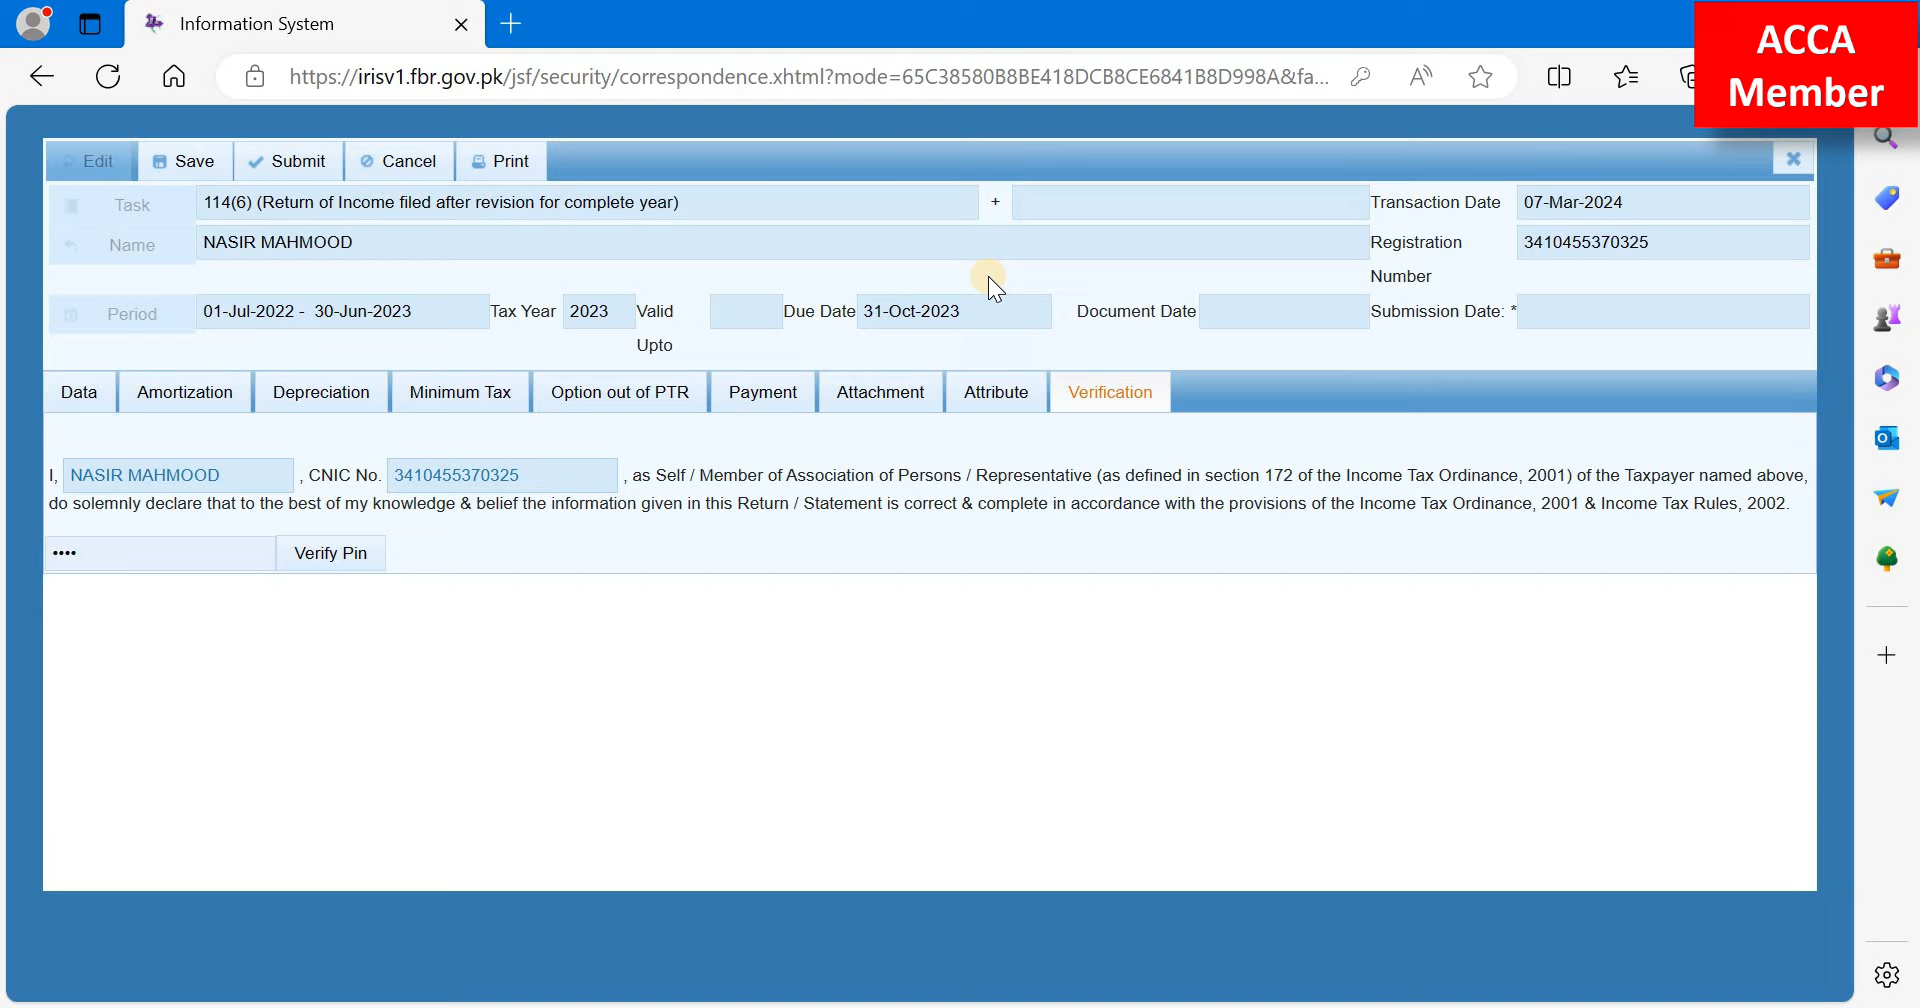 Information System
ACCA
Member
https://irisv1.fbr.gov.pk/jsf/security/correspondence.xhtml?mode=65C38580B8BE418DCB8CE6841B8D998A&fa...
Edit Save Submit Cancel Print
Task 114(6) (Return of Income filed after revision for complete year) + Transaction Date 07-Mar-2024
Name NASIR MAHMOOD Registration 3410455370325
Number
Period 01-Jul-2022 - 30-Jun-2023 Tax Year 2023 Valid Due Date 31-Oct-2023 Document Date Submission Date: *
Upto
Data Amortization Depreciation Minimum Tax Option out of PTR Payment Attachment Attribute Verification
I, NASIR MAHMOOD , CNIC No. 3410455370325 , as Self / Member of Association of Persons / Representative (as defined in section 172 of the Income Tax Ordinance, 2001) of the Taxpayer named above,
do solemnly declare that to the best of my knowledge & belief the information given in this Return / Statement is correct & complete in accordance with the provisions of the Income Tax Ordinance, 2001 & Income Tax Rules, 2002.
•••• Verify Pin